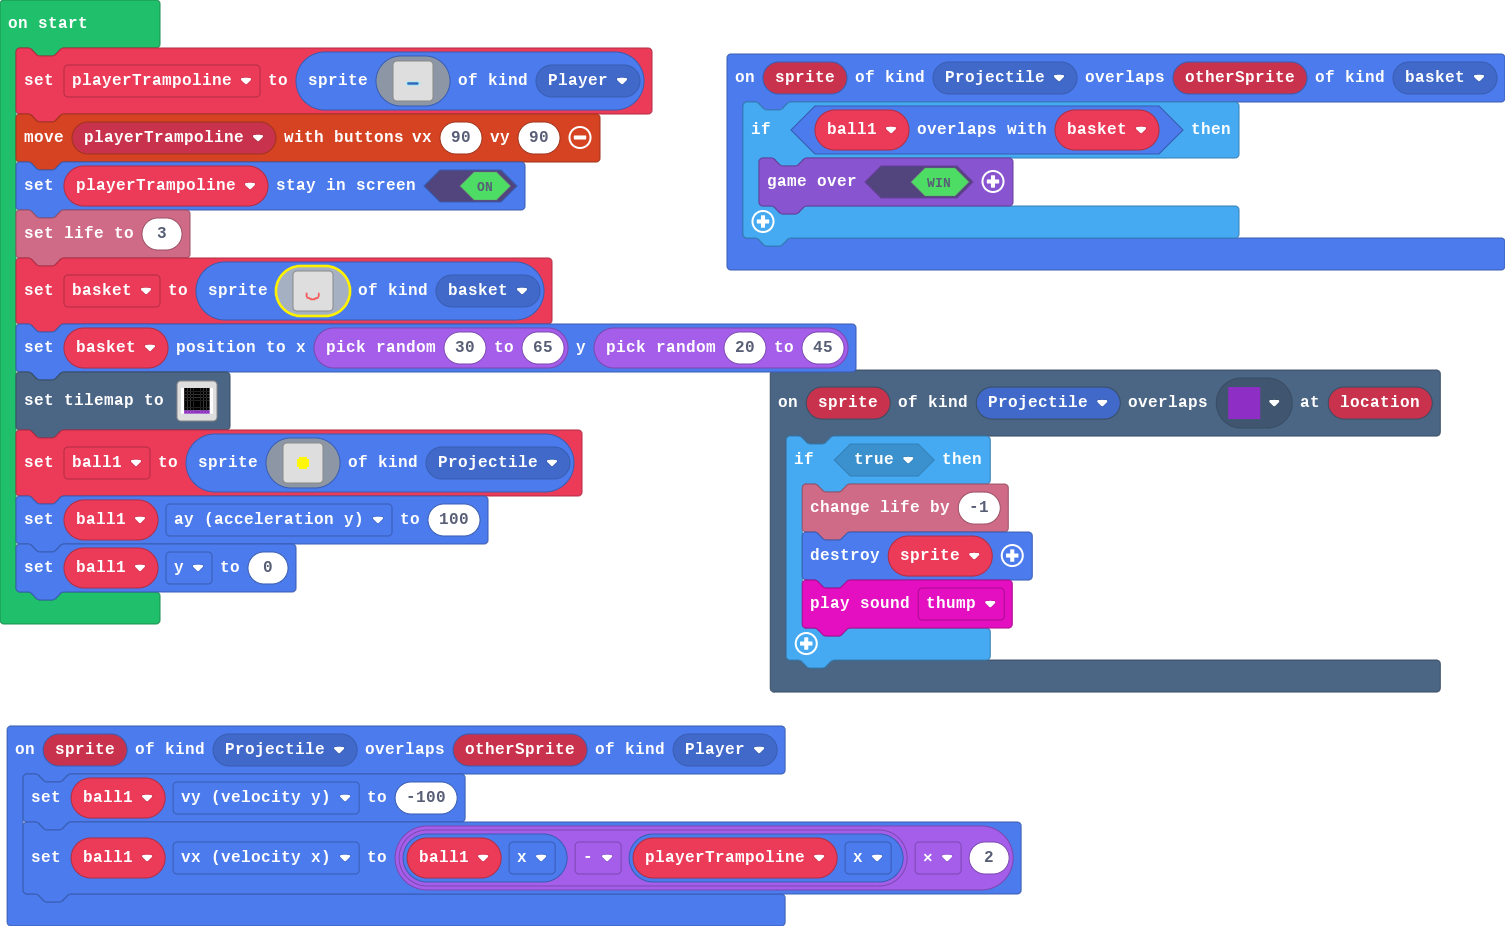 on start
set playerTrampoline to sprite of kind Player
move playerTrampoline with buttons vx 90 vy 90
set playerTrampoline stay in screen ON
set life to 3
set basket to sprite of kind basket
set basket position to x pick random 30 to 65 y pick random 20 to 45
set tilemap to
set ball1 to sprite of kind Projectile
set ball1 ay (acceleration y) to 100
set ball1 y to 0
on sprite of kind Projectile overlaps otherSprite of kind basket
if ball1 overlaps with basket then
game over WIN
on sprite of kind Projectile overlaps at location
if true then
change life by -1
destroy sprite
play sound thump
on sprite of kind Projectile overlaps otherSprite of kind Player
set ball1 vy (velocity y) to -100
set ball1 vx (velocity x) to ball1 x - playerTrampoline x × 2